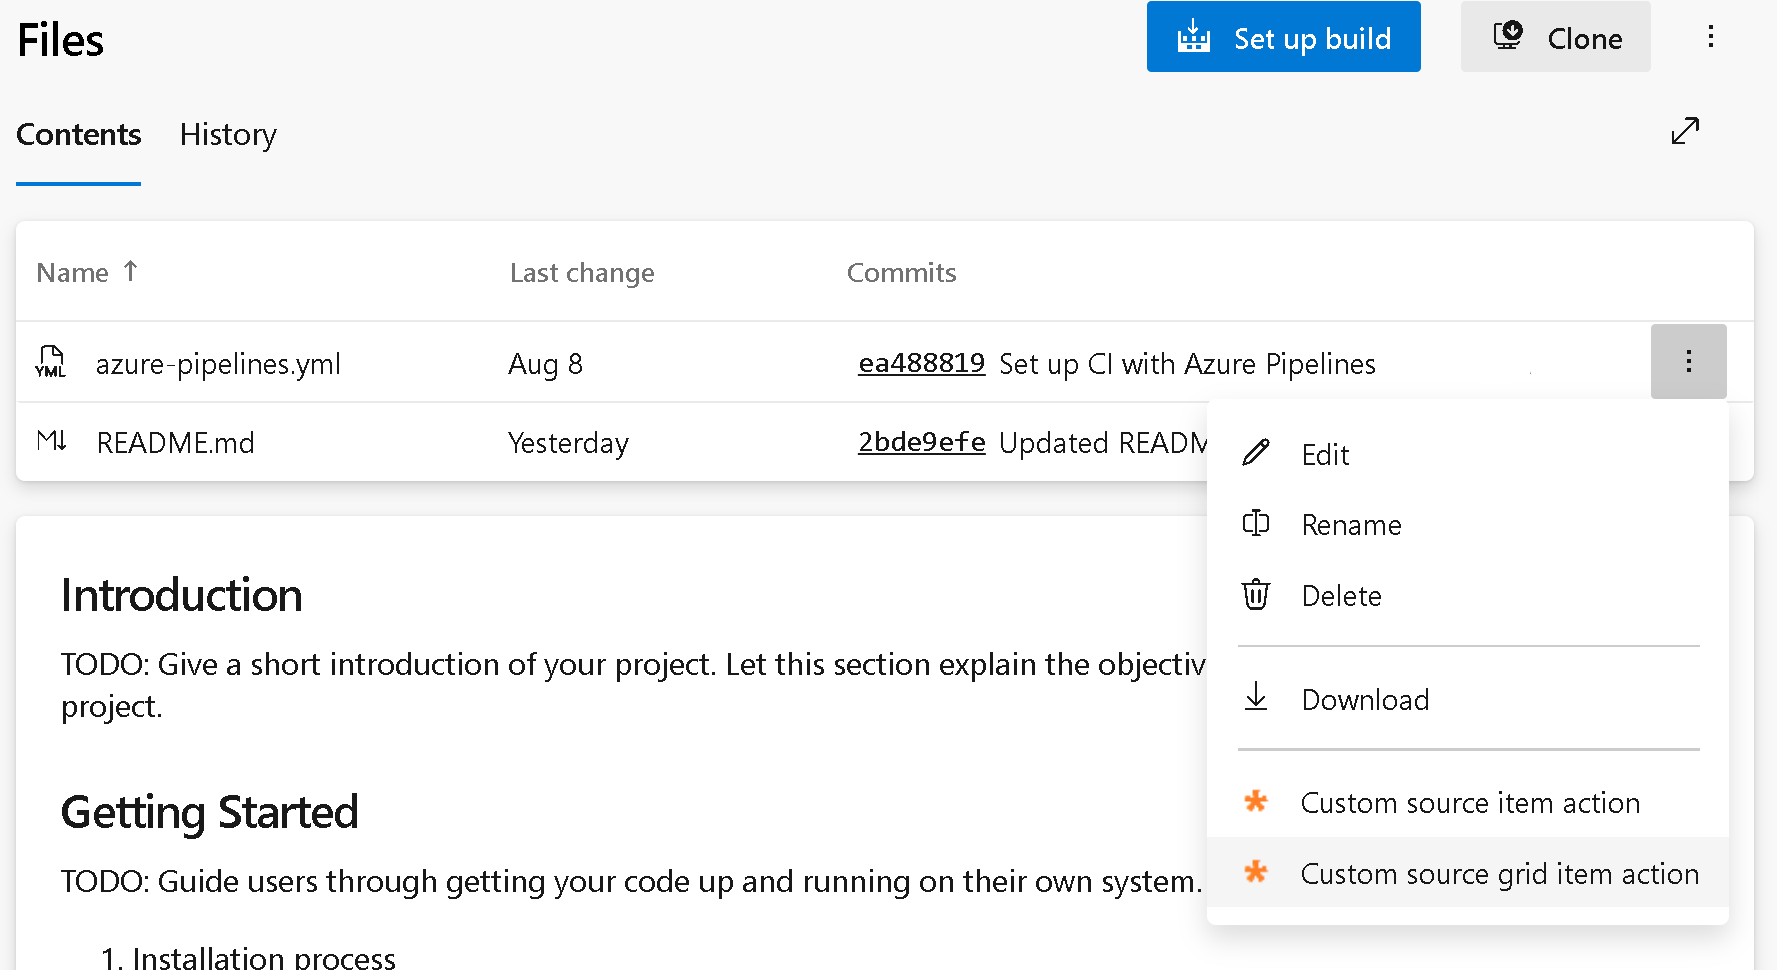 Files
Set up build
Clone
Contents
History
Name ↑
Last change
Commits
YML
azure-pipelines.yml
Aug 8
ea488819 Set up CI with Azure Pipelines
M↓
README.md
Yesterday
2bde9efe Updated READM
Edit
Rename
Delete
Download
Custom source item action
Custom source grid item action
Introduction
TODO: Give a short introduction of your project. Let this section explain the objectiv
project.
Getting Started
TODO: Guide users through getting your code up and running on their own system.
1. Installation process